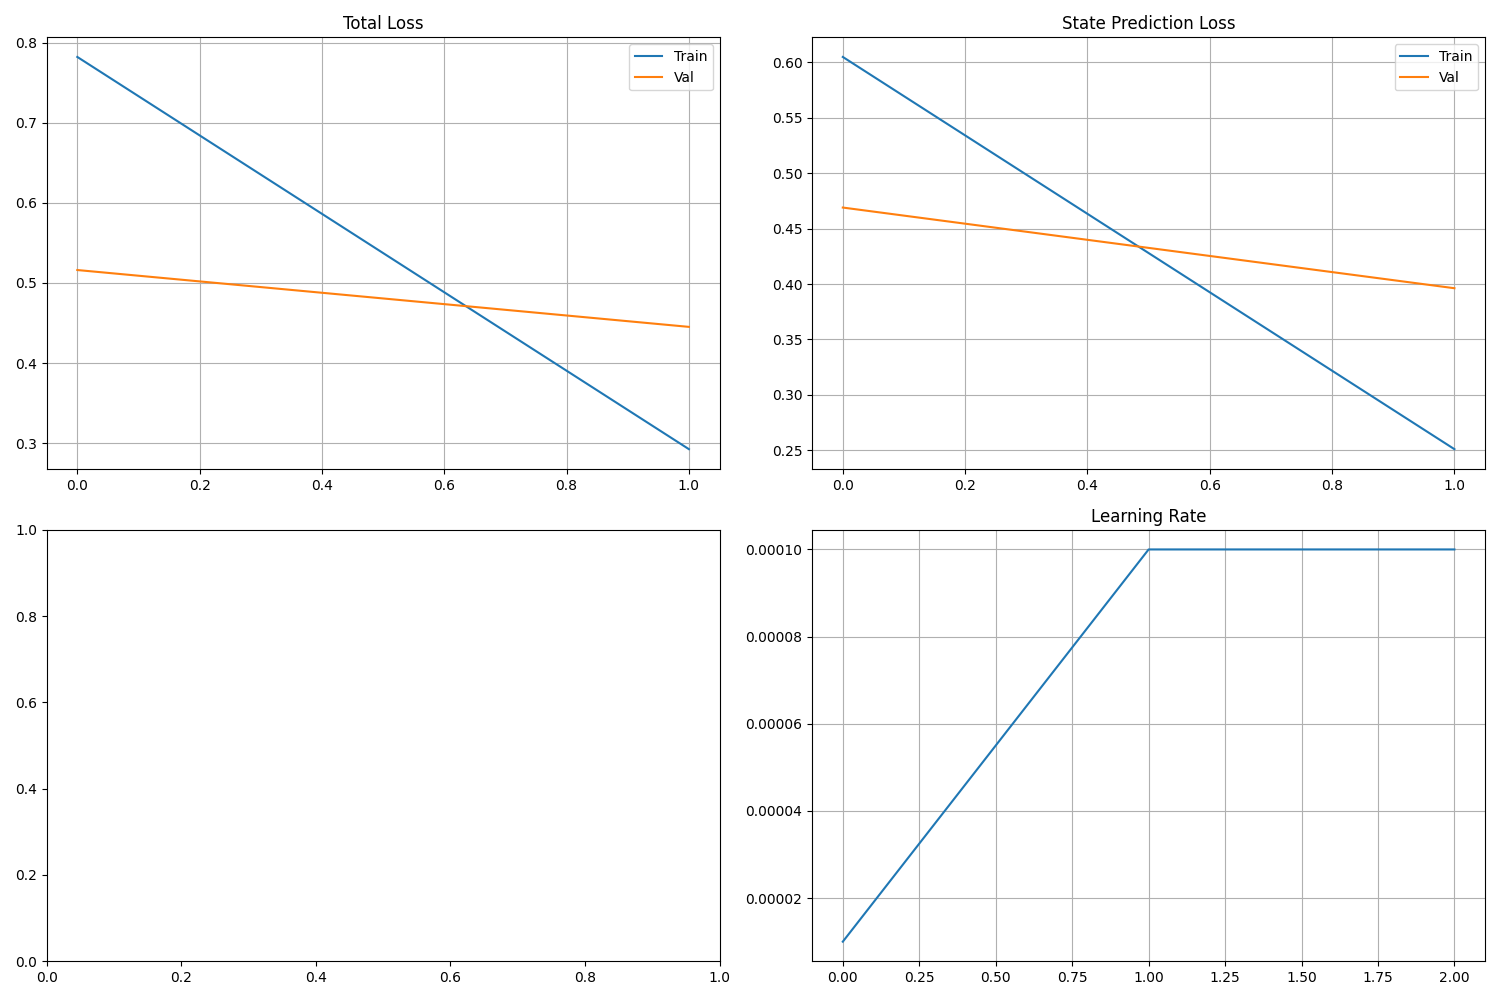 Total Loss
0.8
0.7
0.6
0.5
0.4
0.3
Train
Val
0.0 0.2 0.4 0.6 0.8 1.0
State Prediction Loss
0.60
0.55
0.50
0.45
0.40
0.35
0.30
0.25
Train
Val
0.0 0.2 0.4 0.6 0.8 1.0
1.0
0.8
0.6
0.4
0.2
0.0
0.0 0.2 0.4 0.6 0.8 1.0
Learning Rate
0.00010
0.00008
0.00006
0.00004
0.00002
0.00 0.25 0.50 0.75 1.00 1.25 1.50 1.75 2.00